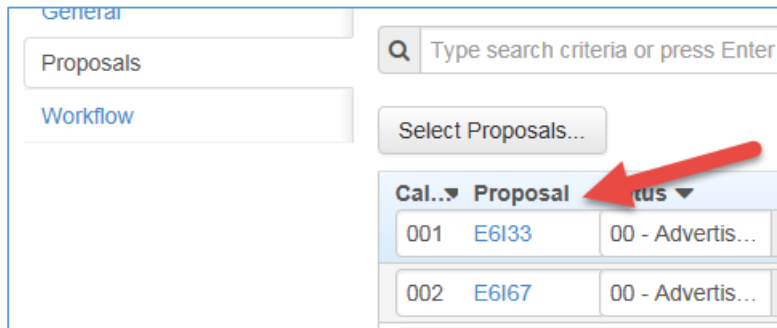 General
Proposals
Workflow
Type search criteria or press Enter
Select Proposals...
Cal... Proposal tus
001 E6I33 00 - Advertis...
002 E6I67 00 - Advertis...